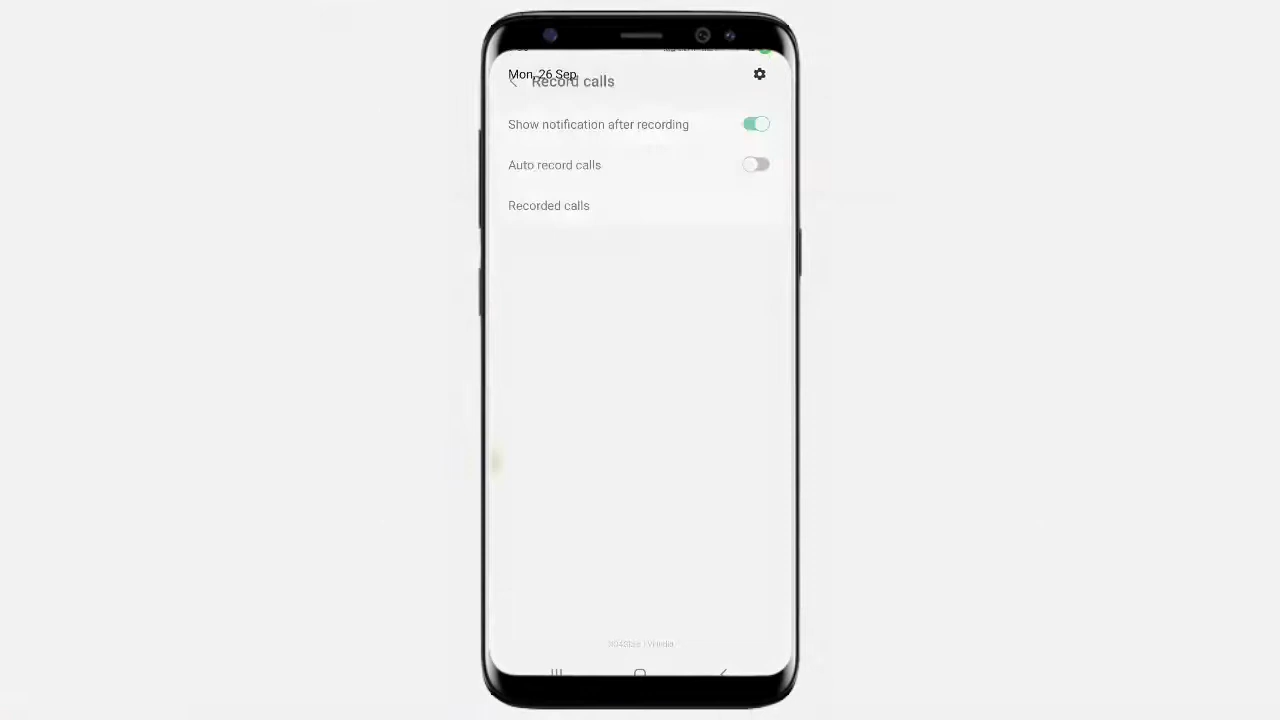 Mon, 26 Sep
Record calls
Show notification after recording
Auto record calls
Recorded calls